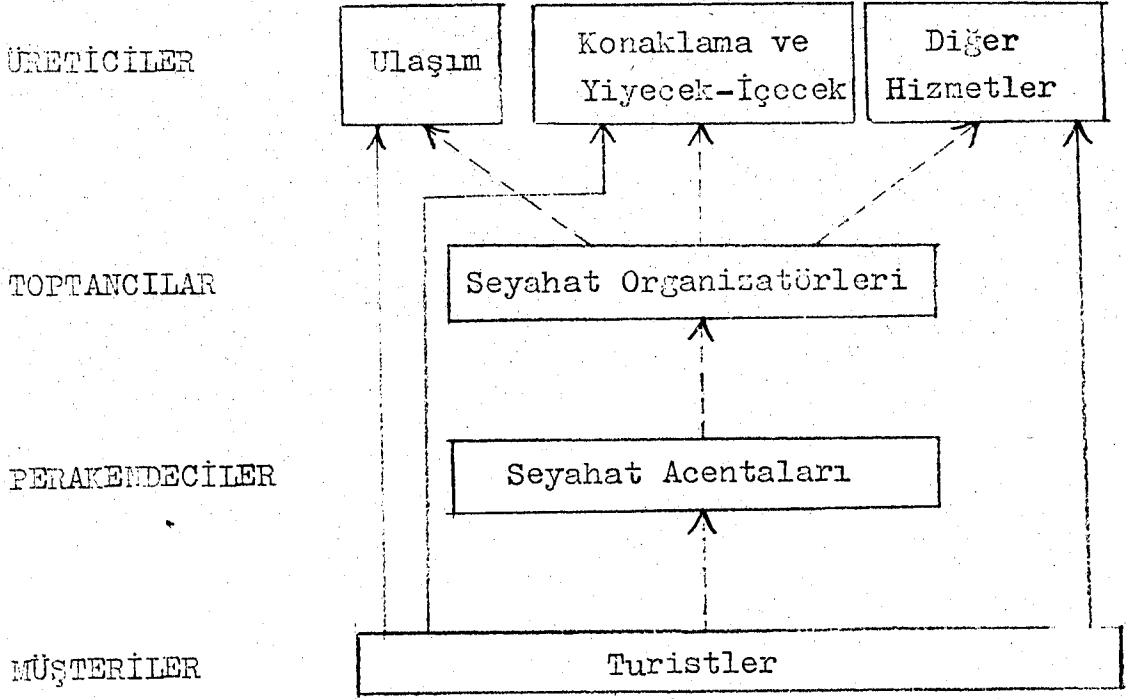 ÜRETİCİLER
Ulaşım
Konaklama ve
Yiyecek-İçecek
Diğer
Hizmetler
TOPTANCILAR
Seyahat Organizatörleri
PERAKENDECİLER
Seyahat Acentaları
MÜŞTERİLER
Turistler